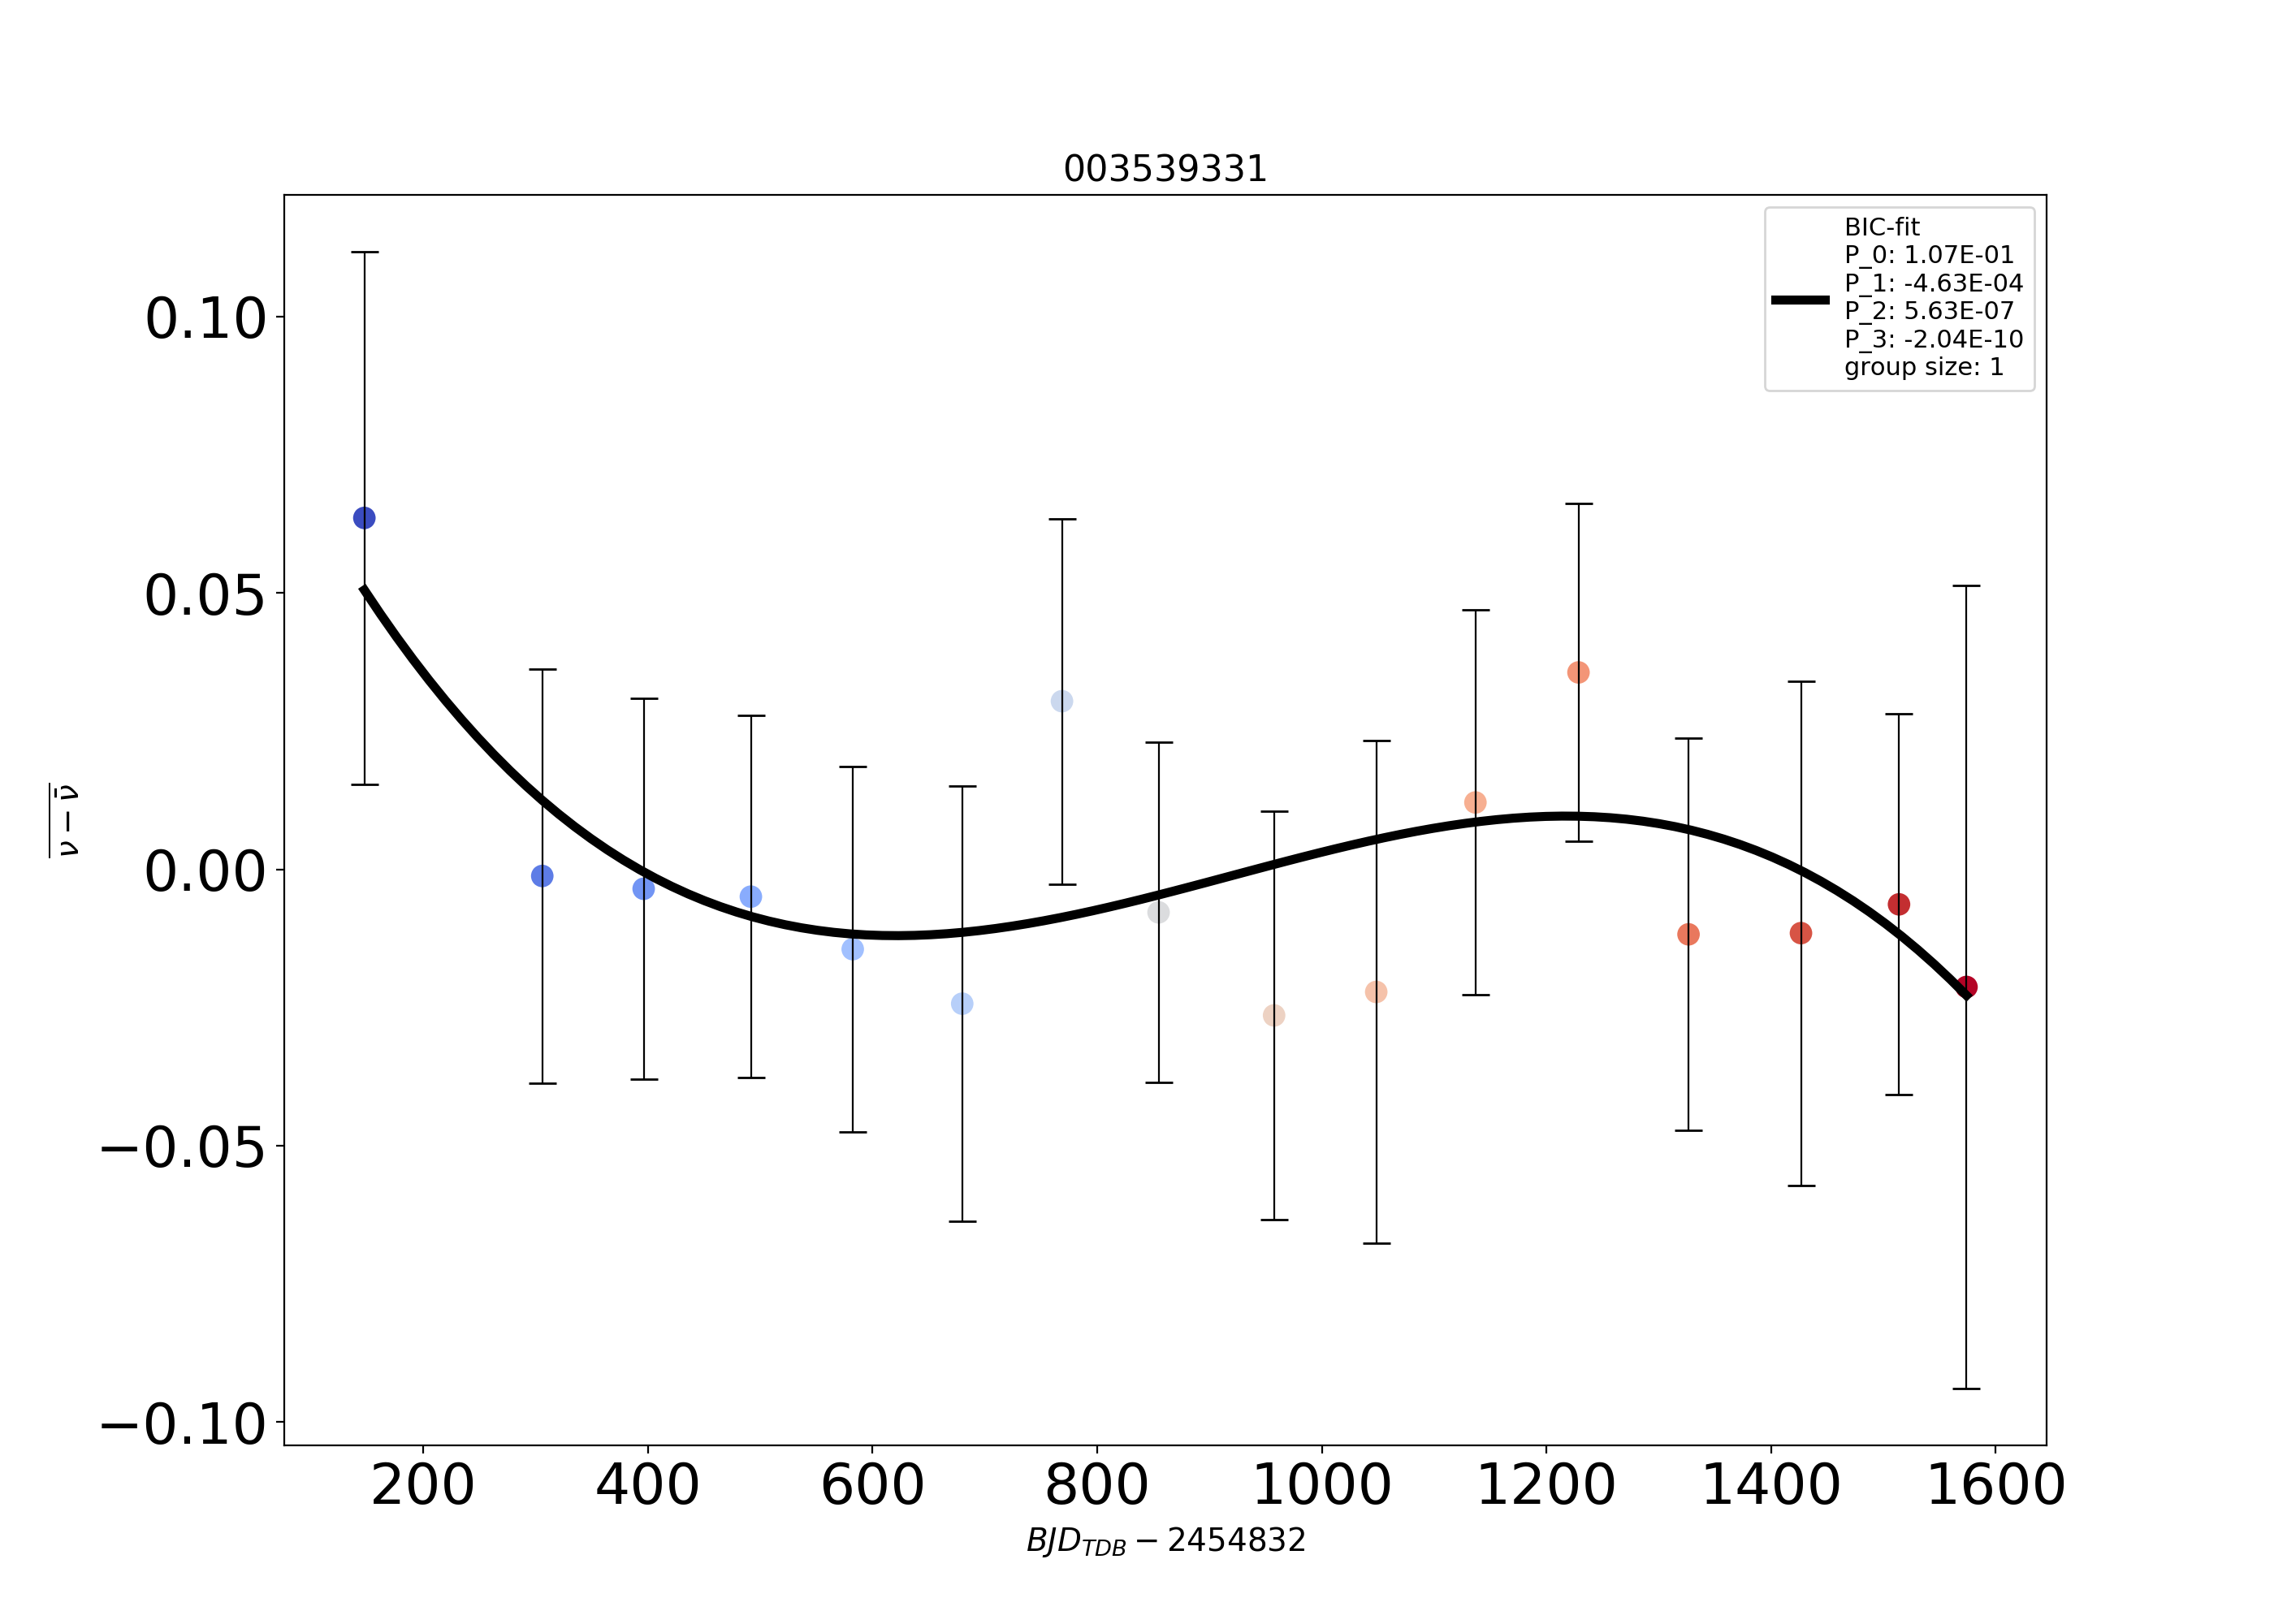 003539331
BIC-fit
P_0: 1.07E-01
P_1: -4.63E-04
P_2: 5.63E-07
P_3: -2.04E-10
group size: 1
0.10
0.05
0.00
−0.05
−0.10
ν − ν̄
200 400 600 800 1000 1200 1400 1600
BJD_TDB − 2454832